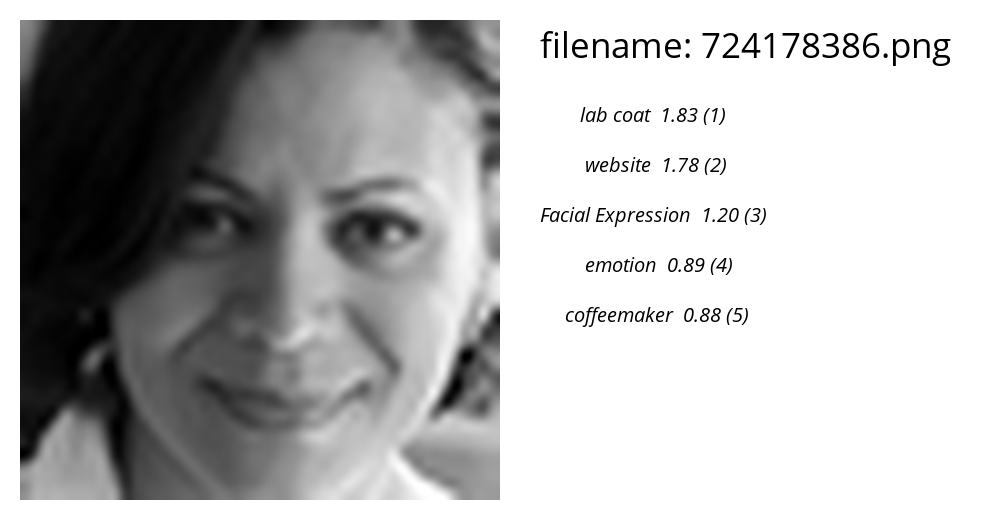 filename: 724178386.png
lab coat 1.83 (1)
website 1.78 (2)
Facial Expression 1.20 (3)
emotion 0.89 (4)
coffeemaker 0.88 (5)